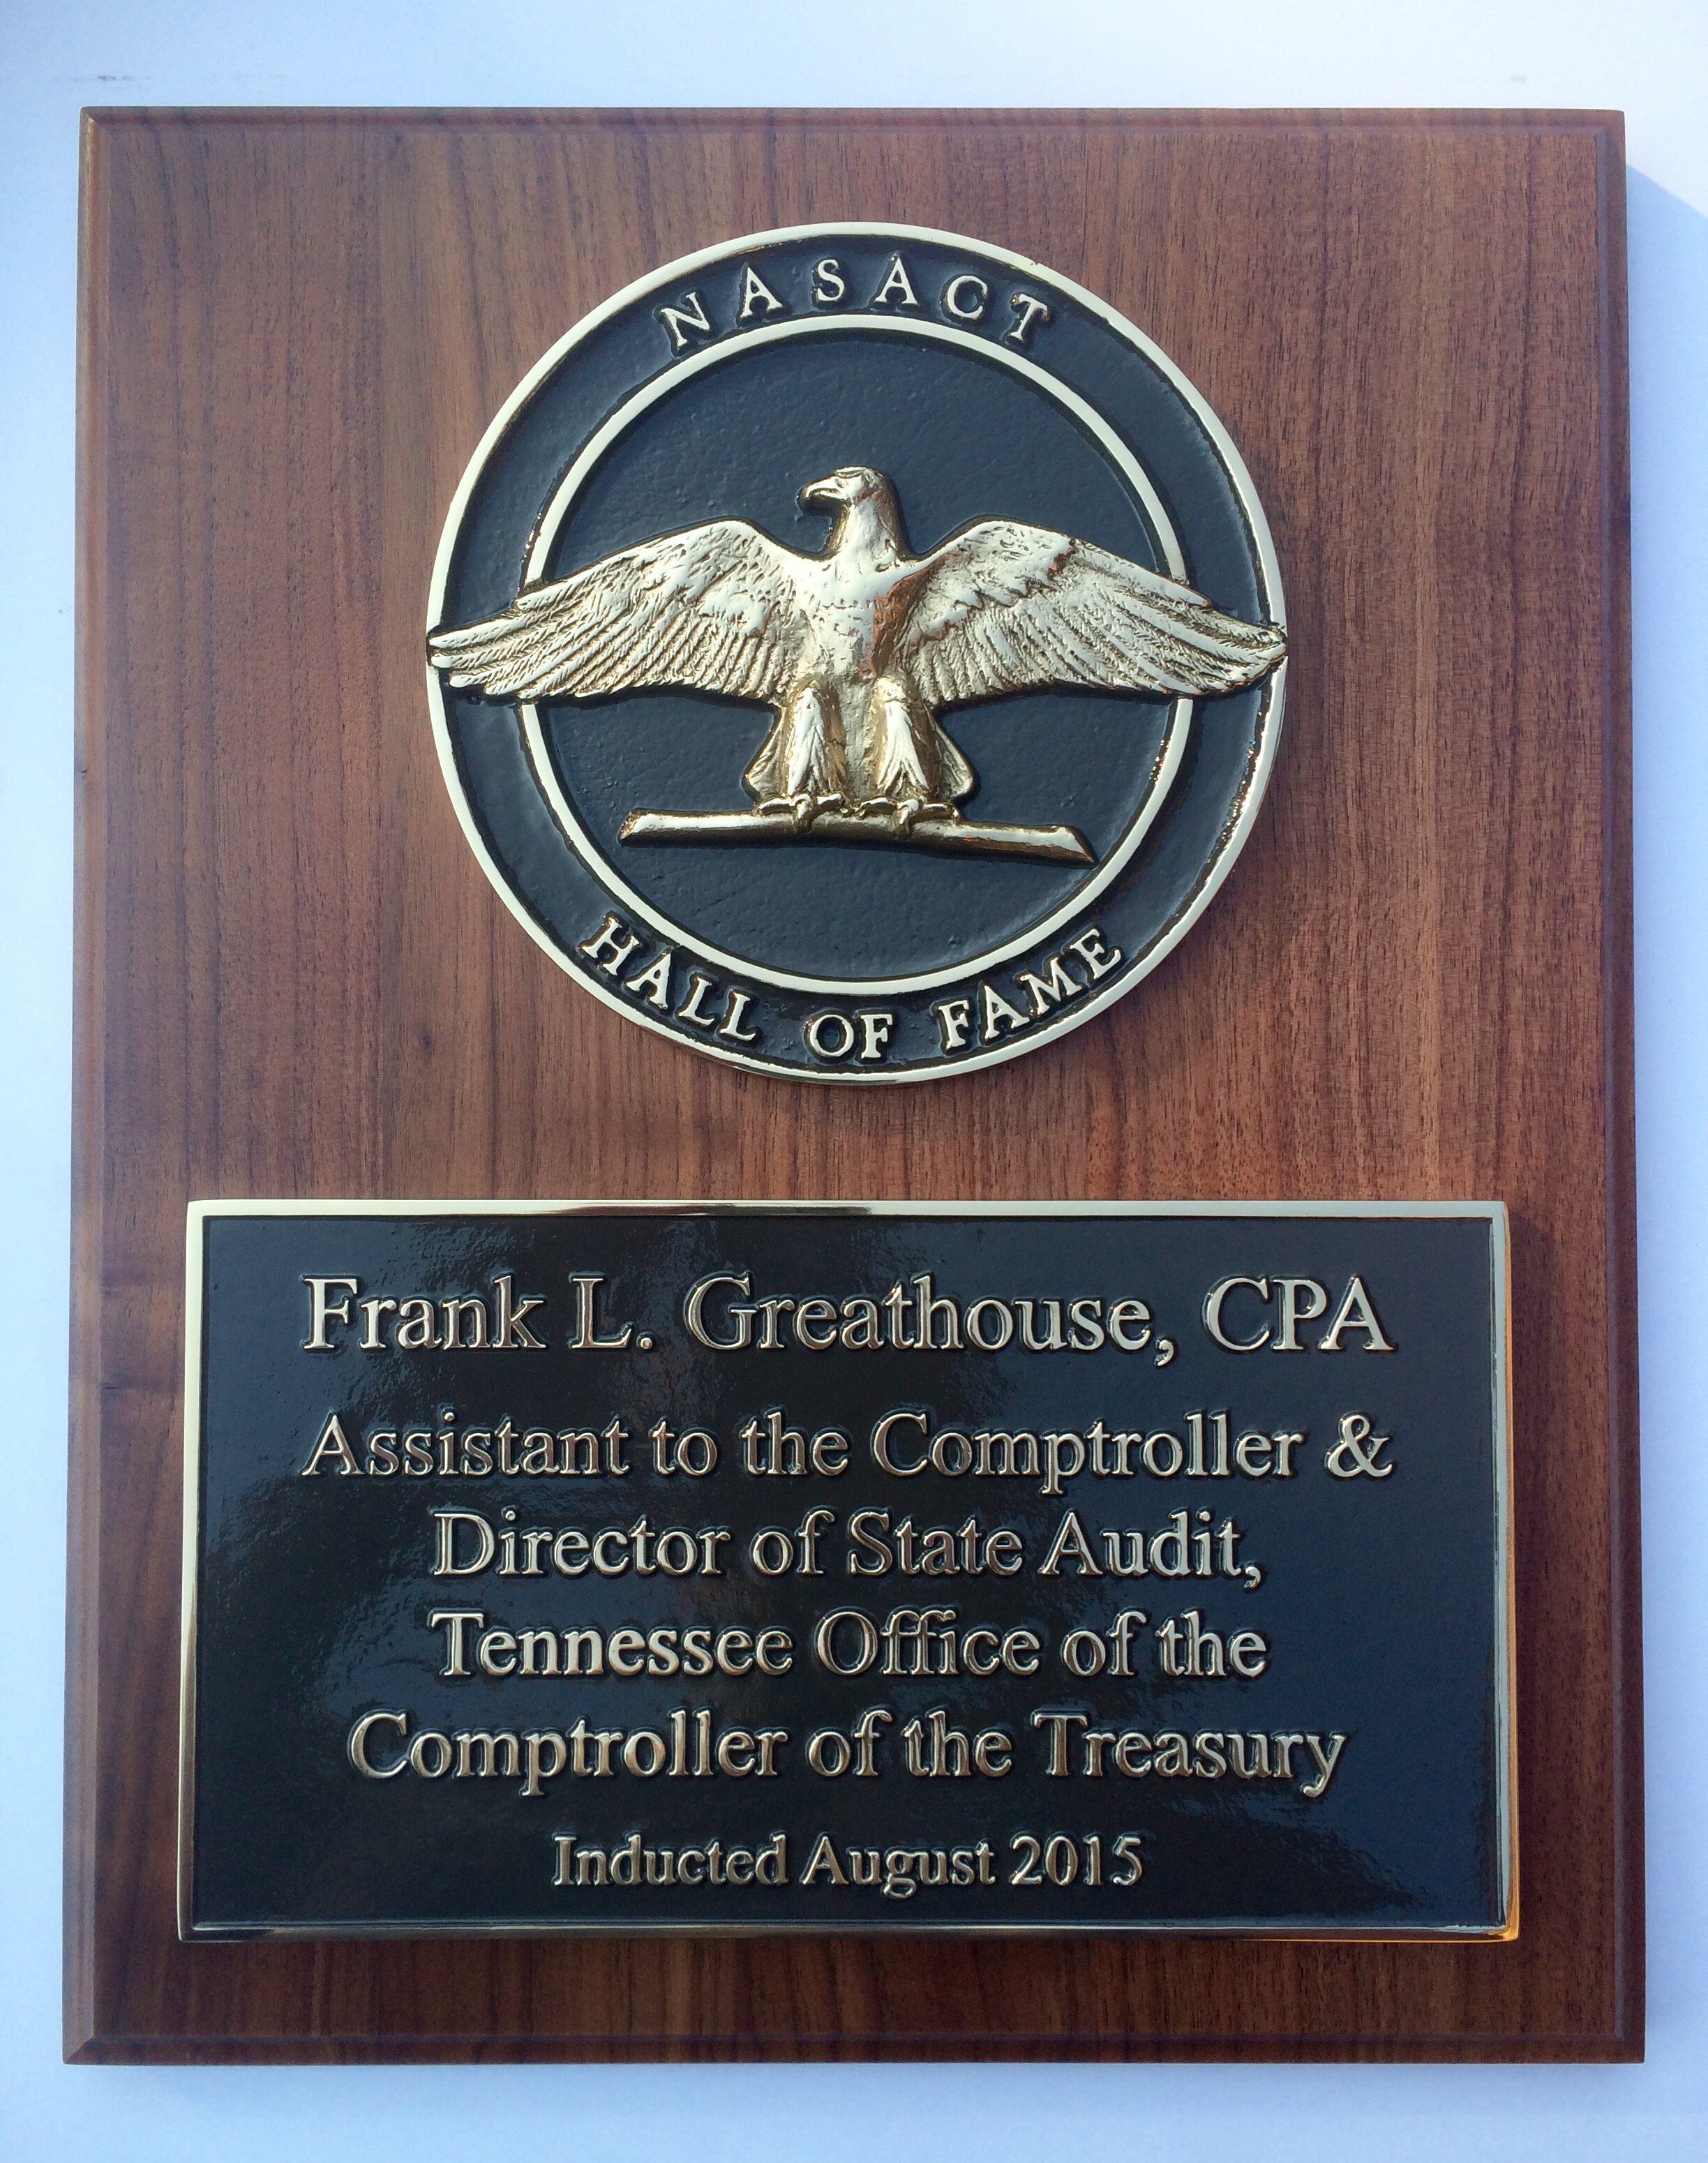 NASACT
HALL OF FAME
Frank L. Greathouse, CPA
Assistant to the Comptroller &
Director of State Audit,
Tennessee Office of the
Comptroller of the Treasury
Inducted August 2015